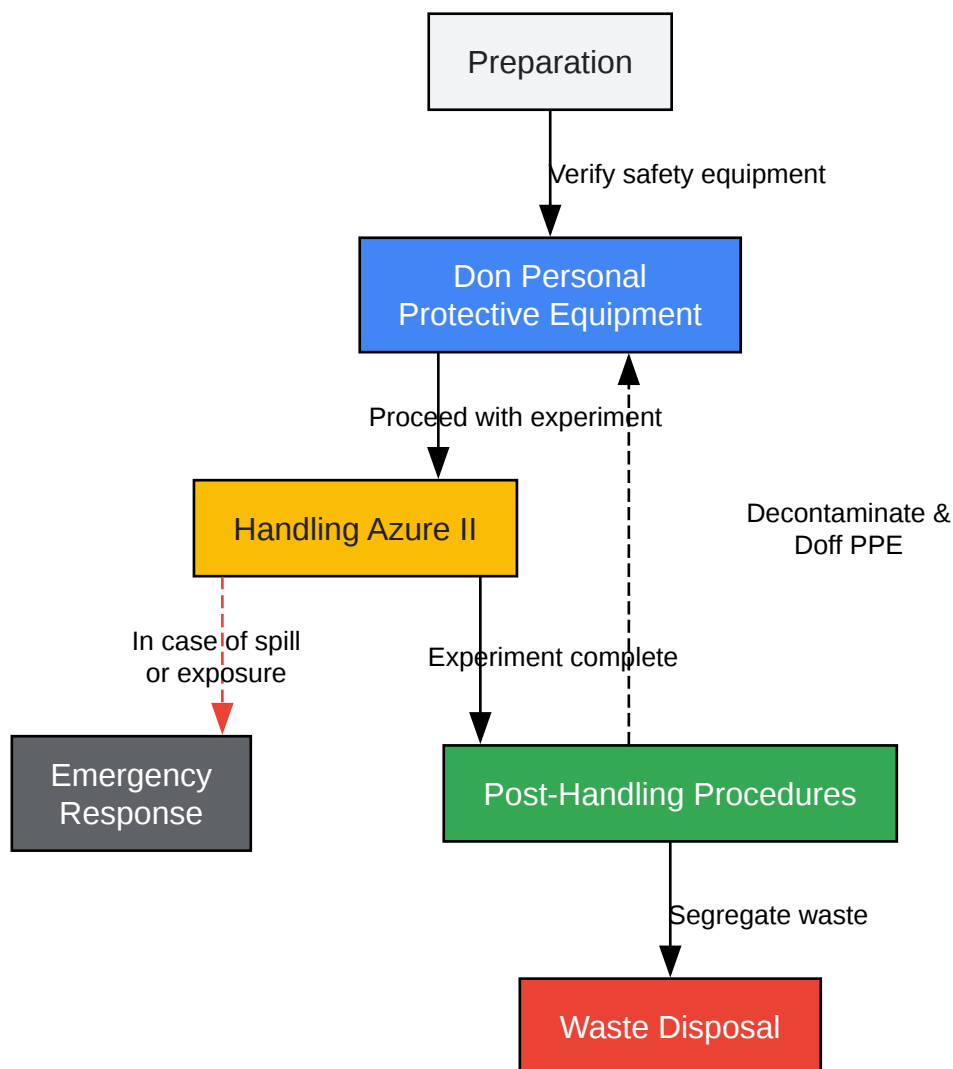 Preparation
Verify safety equipment
Don Personal
Protective Equipment
Proceed with experiment
Handling Azure II
Decontaminate &
Doff PPE
In case of spill
or exposure
Experiment complete
Emergency
Response
Post-Handling Procedures
Segregate waste
Waste Disposal